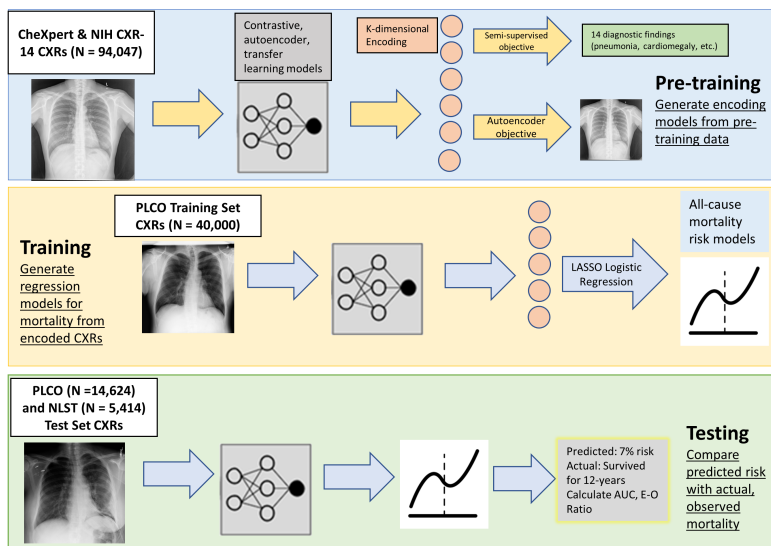 CheXpert & NIH CXR-
14 CXRs (N = 94,047)
Contrastive,
autoencoder,
transfer
learning models
K-dimensional
Encoding
Semi-supervised
objective
14 diagnostic findings
(pneumonia, cardiomegaly, etc.)
Autoencoder
objective
Pre-training
Generate encoding
models from pre-
training data
Training
Generate
regression
models for
mortality from
encoded CXRs
PLCO Training Set
CXRs (N = 40,000)
LASSO Logistic
Regression
All-cause
mortality
risk models
PLCO (N =14,624)
and NLST (N = 5,414)
Test Set CXRs
Predicted: 7% risk
Actual: Survived
for 12-years
Calculate AUC, E-O
Ratio
Testing
Compare
predicted risk
with actual,
observed
mortality